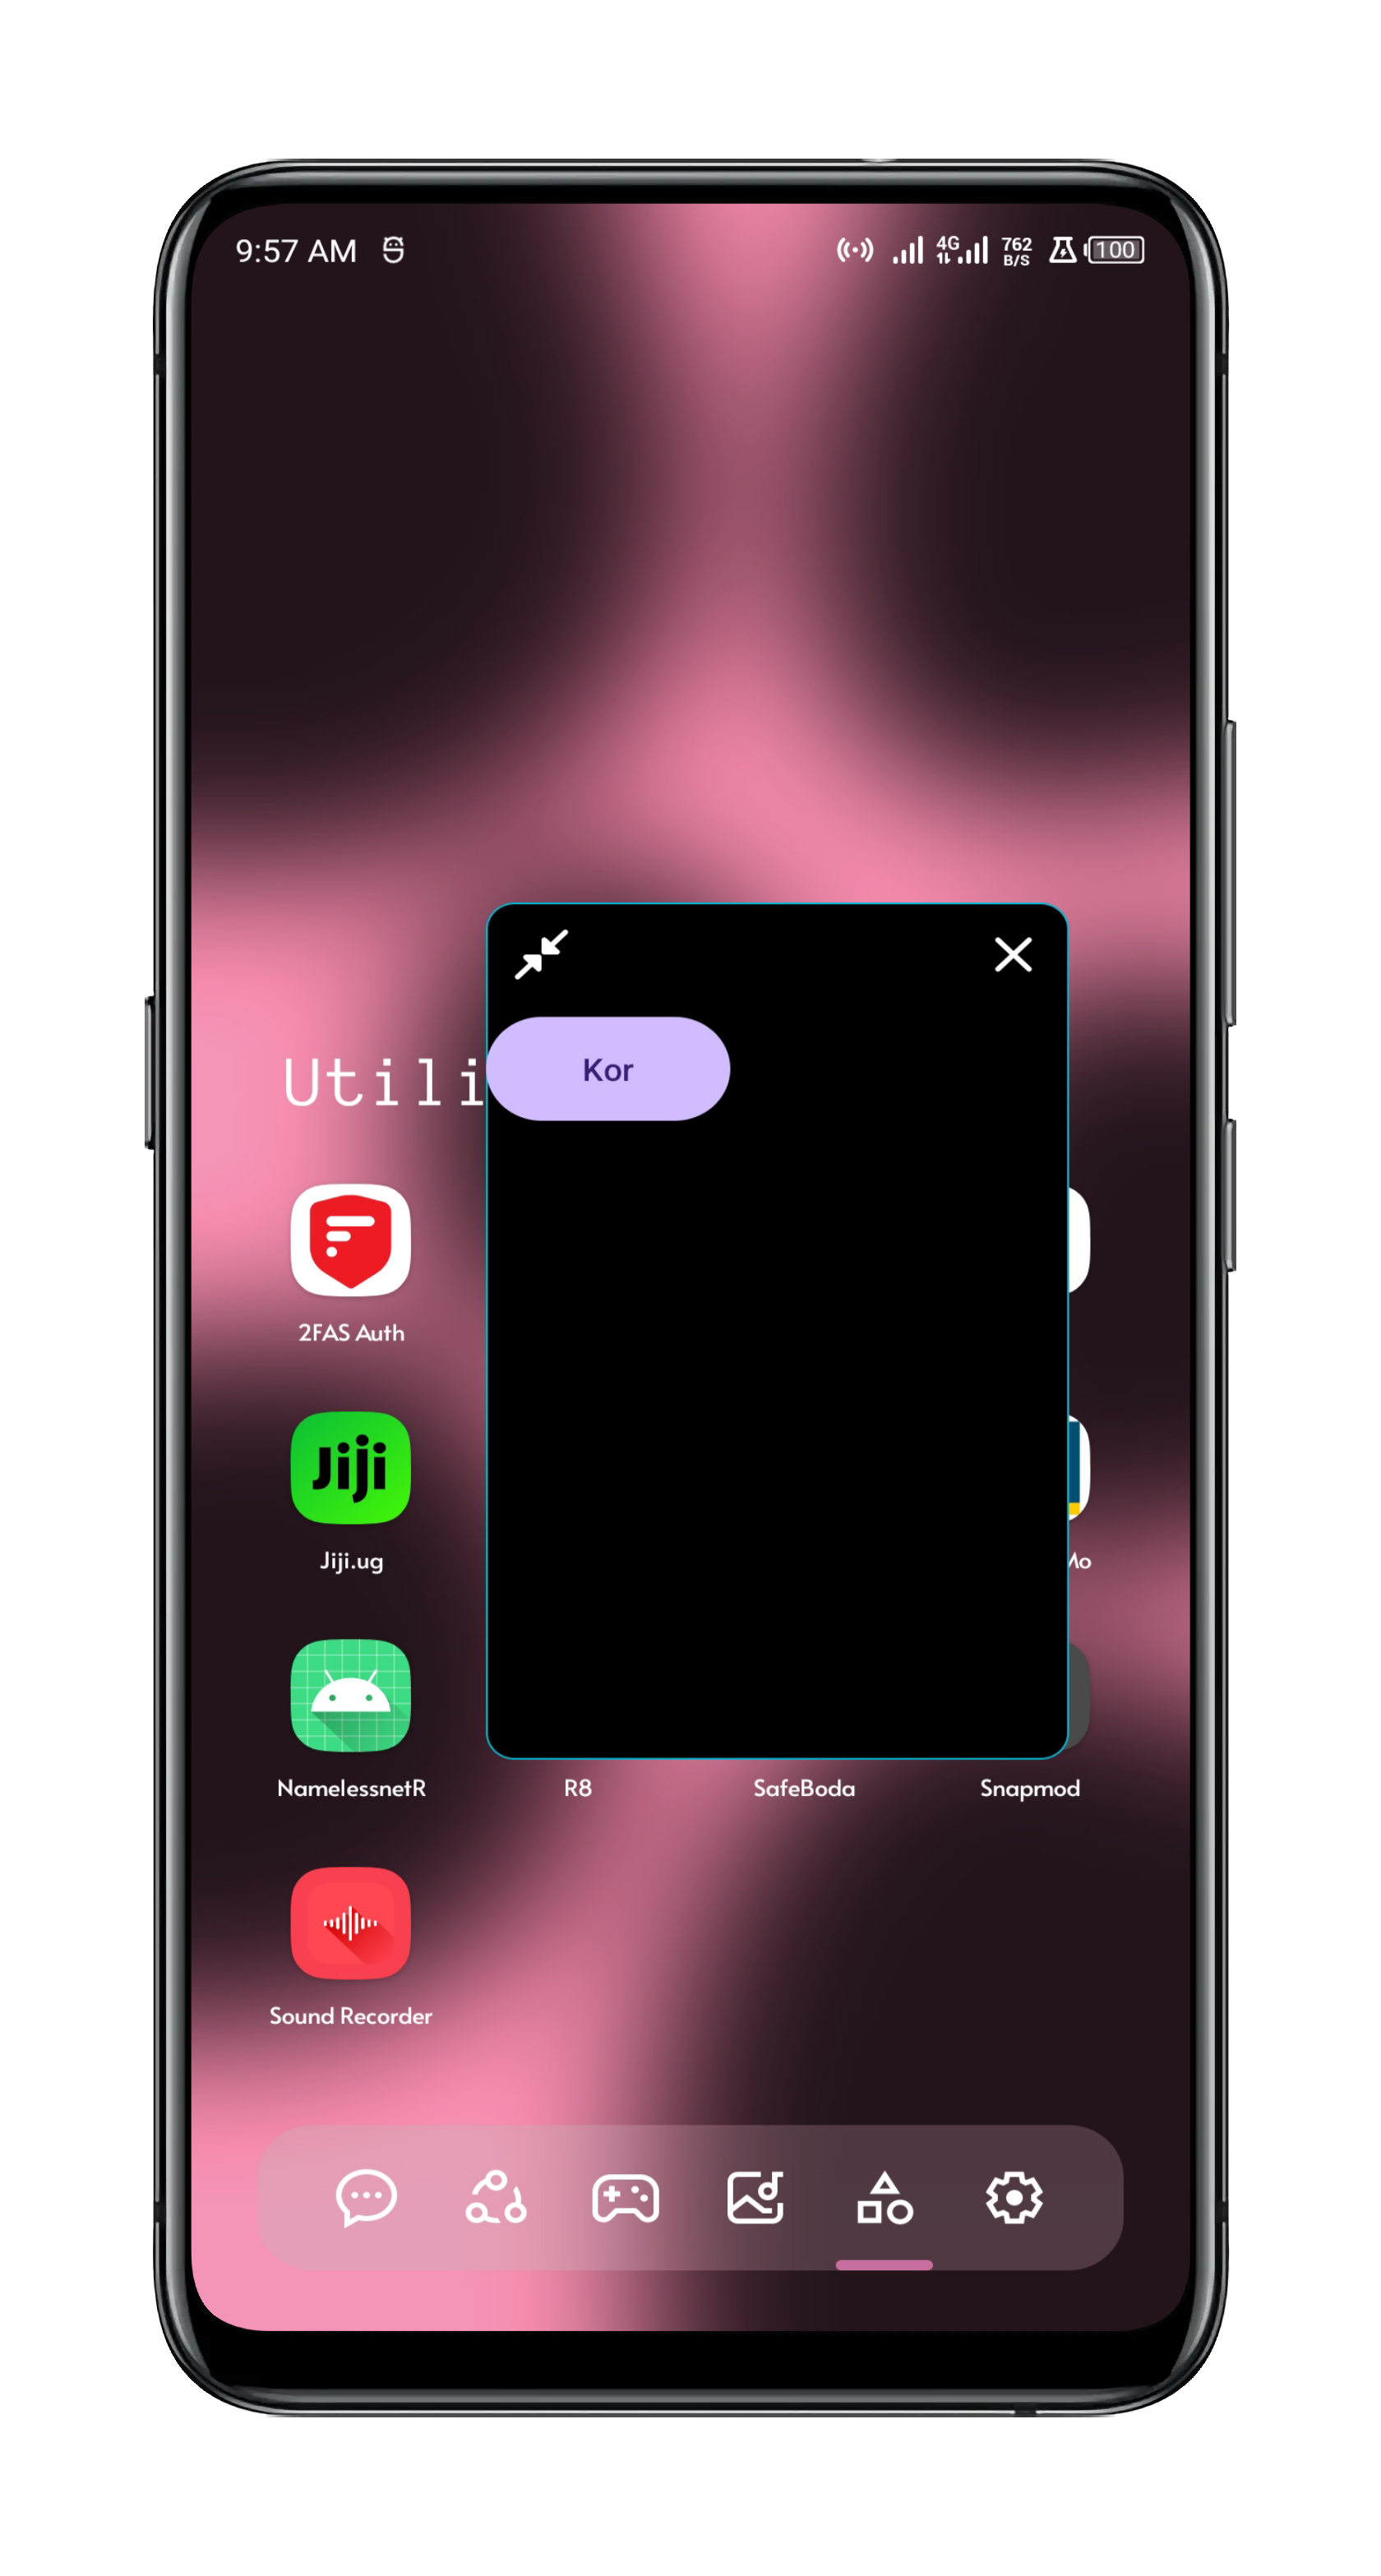 9:57 AM
4G
762
B/S
100
Kor
Utili
2FAS Auth
Jiji
Jiji.ug
Mo
NamelessnetR
R8
SafeBoda
Snapmod
Sound Recorder